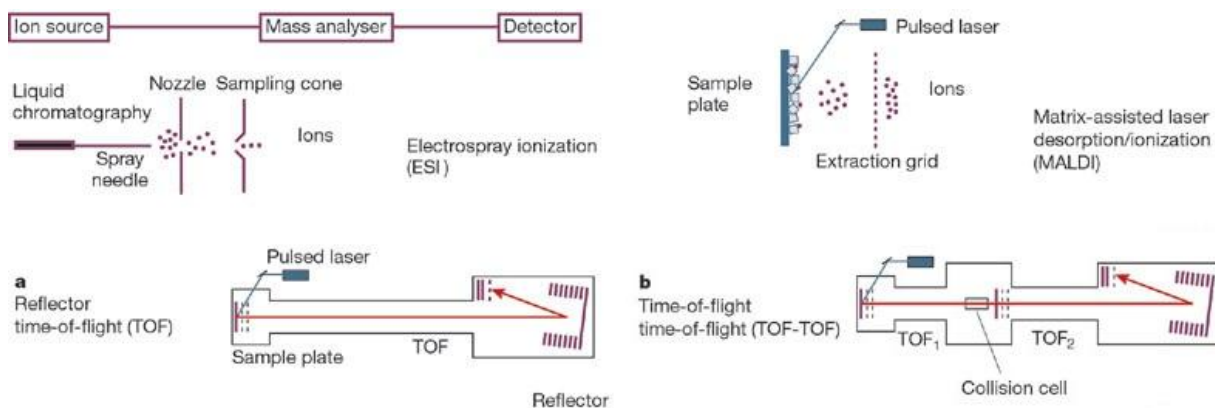 Ion source
Mass analyser
Detector
Liquid
chromatography
Nozzle
Sampling cone
Spray
needle
Ions
Electrospray ionization
(ESI )
Pulsed laser
Sample
plate
Ions
Extraction grid
Matrix-assisted laser
desorption/ionization
(MALDI)
a
Reflector
time-of-flight (TOF)
Pulsed laser
Sample plate
TOF
Reflector
b
Time-of-flight
time-of-flight (TOF-TOF)
TOF₁
TOF₂
Collision cell